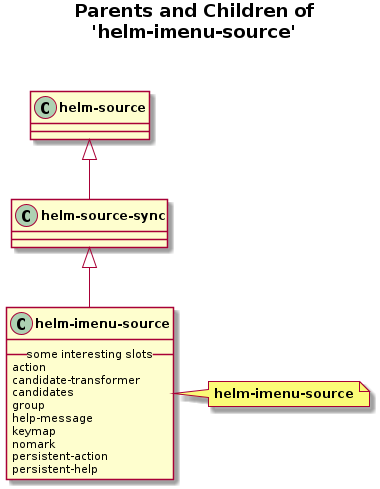 Parents and Children of
'helm-imenu-source'
C helm-source
C helm-source-sync
C helm-imenu-source
some interesting slots
action
candidate-transformer
candidates
group
help-message
keymap
nomark
persistent-action
persistent-help
helm-imenu-source